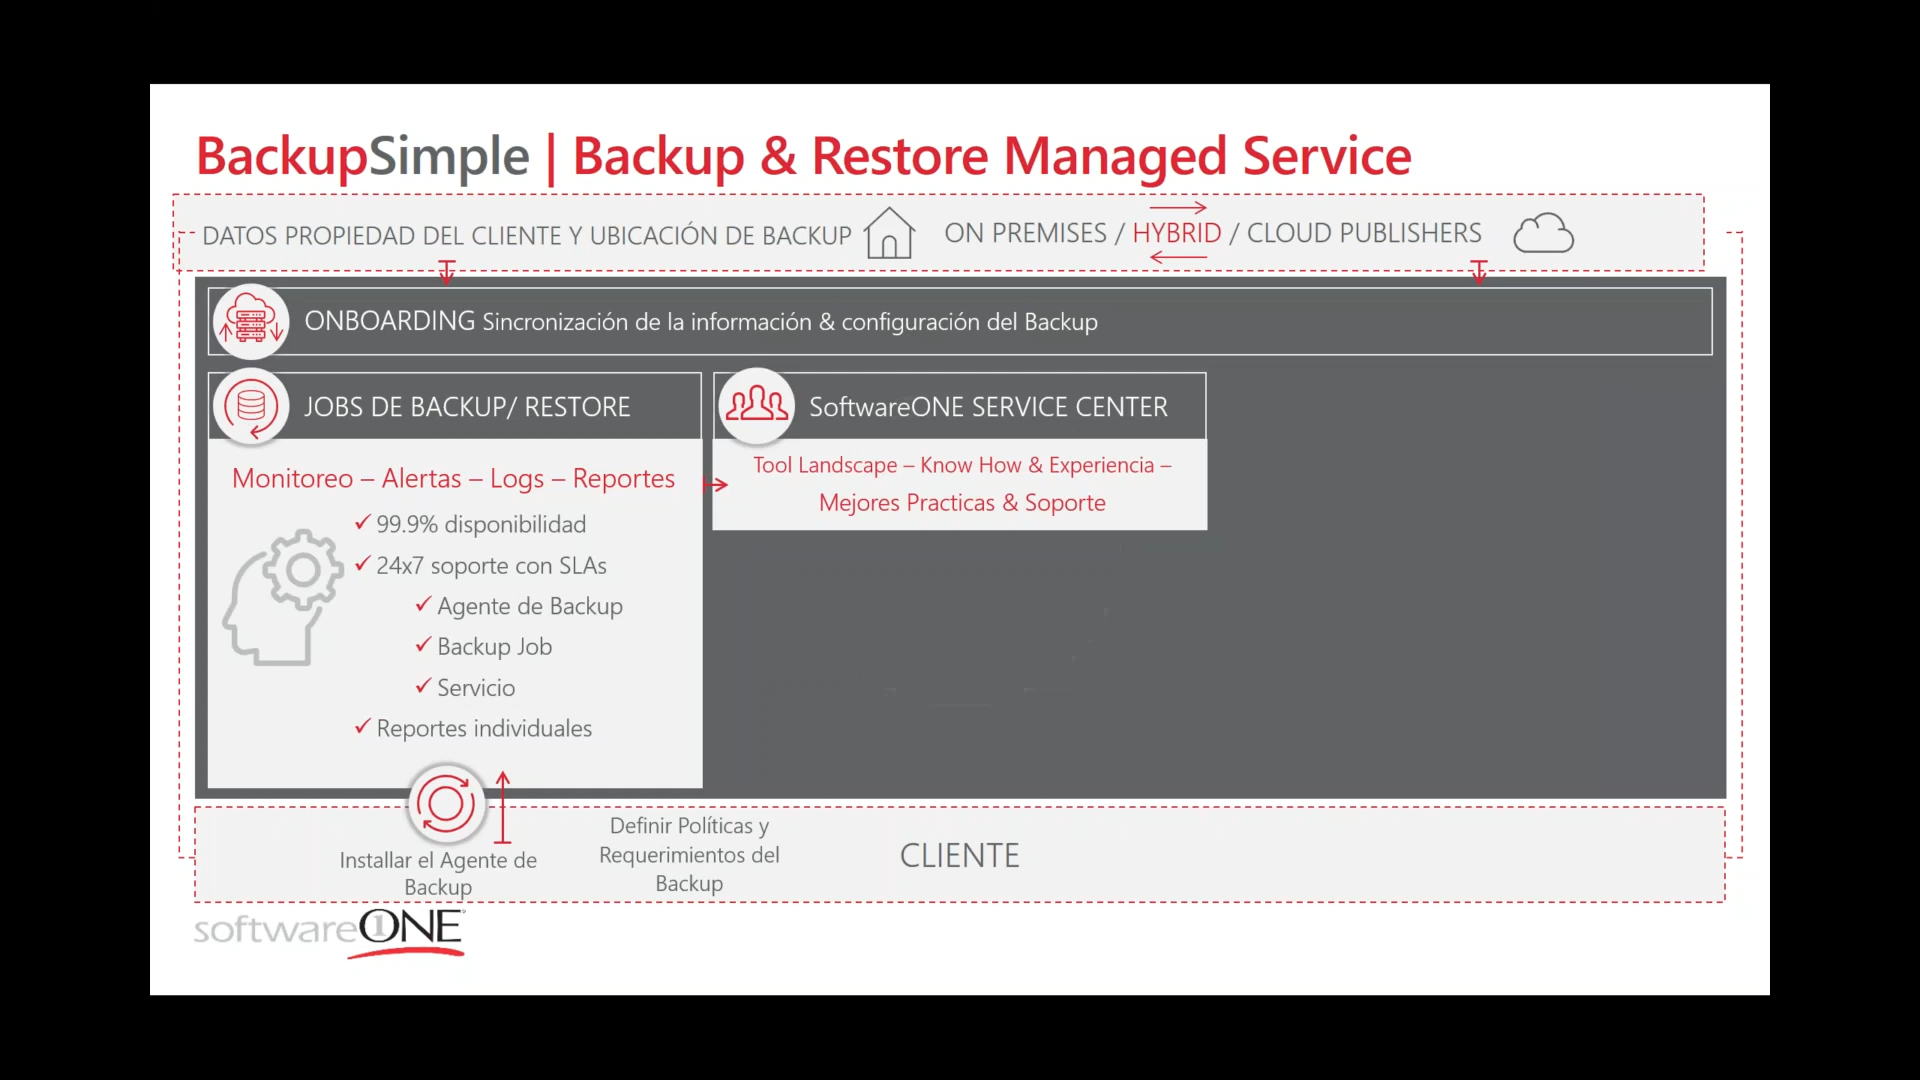 BackupSimple | Backup & Restore Managed Service
DATOS PROPIEDAD DEL CLIENTE Y UBICACIÓN DE BACKUP
ON PREMISES / HYBRID / CLOUD PUBLISHERS
ONBOARDING Sincronización de la información & configuración del Backup
JOBS DE BACKUP/ RESTORE
Monitoreo – Alertas – Logs – Reportes
✓ 99.9% disponibilidad
✓ 24x7 soporte con SLAs
✓ Agente de Backup
✓ Backup Job
✓ Servicio
✓ Reportes individuales
SoftwareONE SERVICE CENTER
Tool Landscape – Know How & Experiencia –
Mejores Practicas & Soporte
Installar el Agente de
Backup
Definir Políticas y
Requerimientos del
Backup
CLIENTE
softwareONE